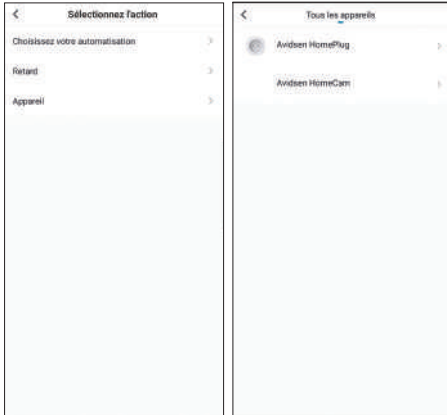 Sélectionnez l'action
Choisissez votre automatisation
Retard
Appareil
Tous les appareils
Avidsen HomePlug
Avidsen HomeCam